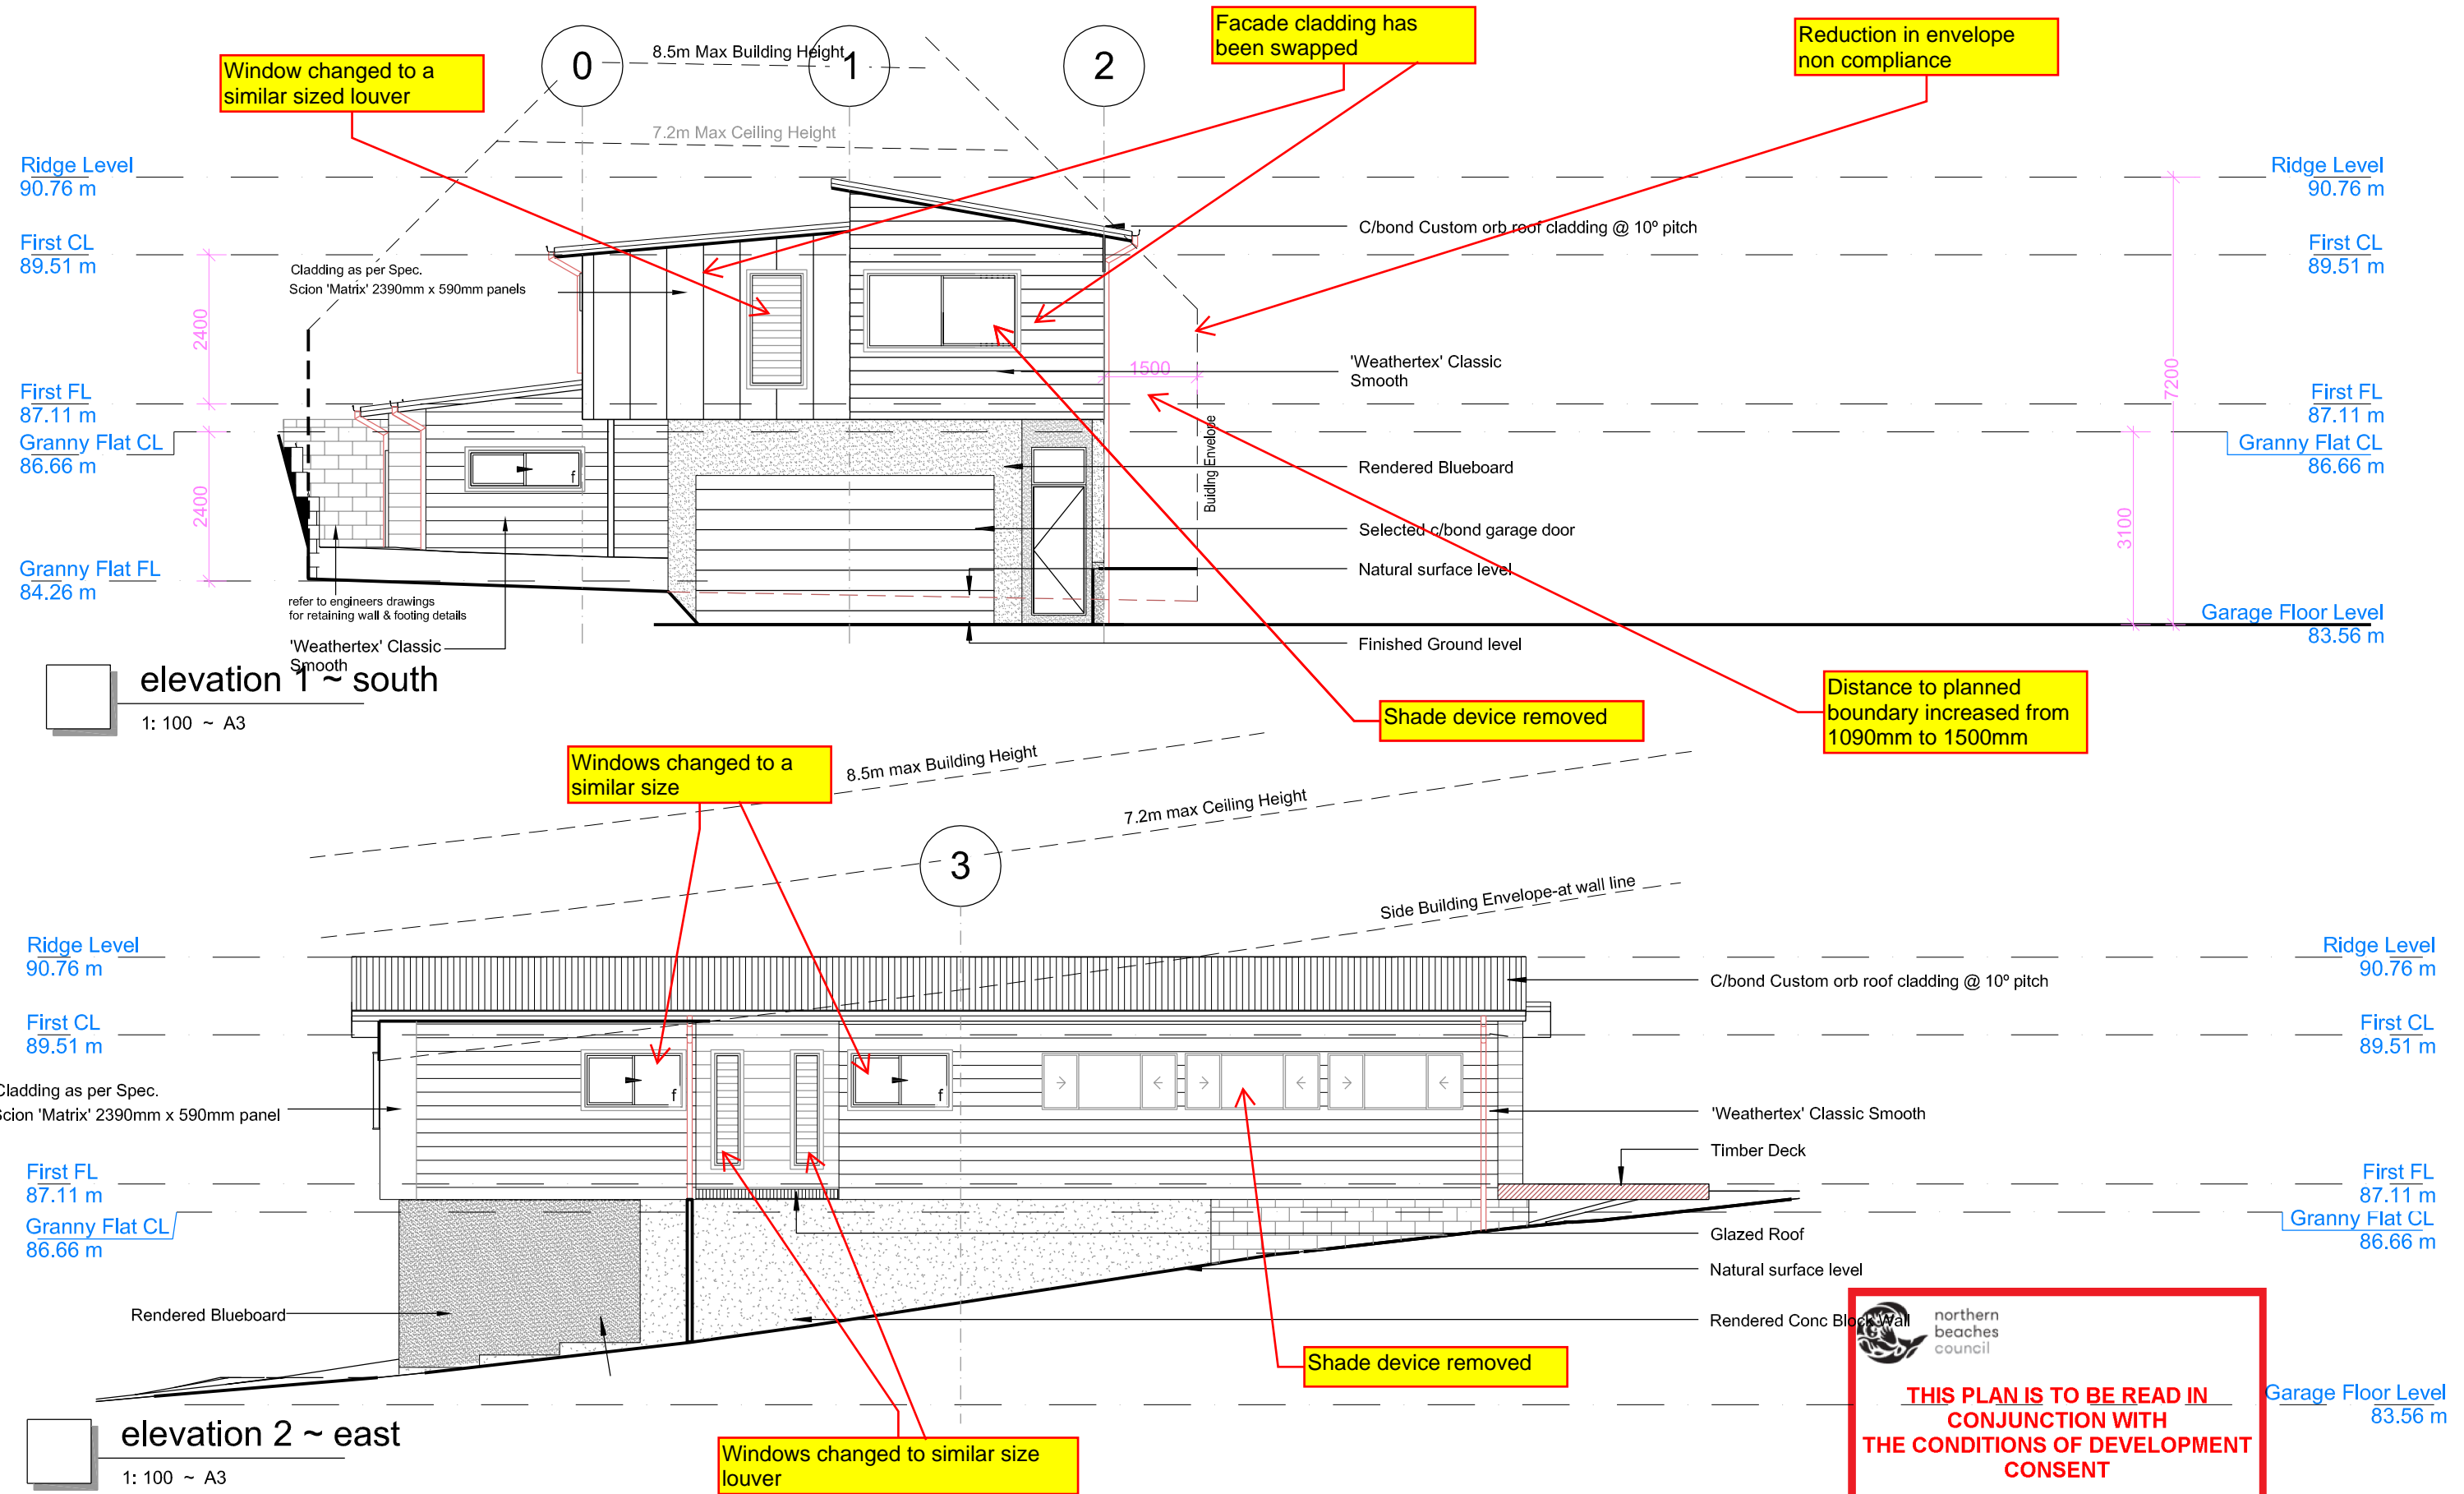 Facade cladding has
been swapped
Reduction in envelope
non compliance
Window changed to a
similar sized louver
0
8.5m Max Building Height
1
2
7.2m Max Ceiling Height
Ridge Level
90.76 m
Ridge Level
90.76 m
C/bond Custom orb roof cladding @ 10º pitch
First CL
89.51 m
First CL
89.51 m
Cladding as per Spec.
Scion 'Matrix' 2390mm x 590mm panels
2400
1500
'Weathertex' Classic
Smooth
7200
First FL
87.11 m
First FL
87.11 m
Granny Flat CL
86.66 m
Granny Flat CL
86.66 m
Buidlng Envelope
f
Rendered Blueboard
2400
3100
Selected c/bond garage door
Natural surface level
Granny Flat FL
84.26 m
refer to engineers drawings
for retaining wall & footing details
'Weathertex' Classic
Smooth
Garage Floor Level
83.56 m
Finished Ground level
elevation 1 ~ south
1: 100 ~ A3
Shade device removed
Distance to planned
boundary increased from
1090mm to 1500mm
Windows changed to a
similar size
8.5m max Building Height
7.2m max Ceiling Height
3
Side Building Envelope-at wall line
Ridge Level
90.76 m
Ridge Level
90.76 m
C/bond Custom orb roof cladding @ 10º pitch
First CL
89.51 m
First CL
89.51 m
f
f
Cladding as per Spec.
Scion 'Matrix' 2390mm x 590mm panel
'Weathertex' Classic Smooth
Timber Deck
First FL
87.11 m
First FL
87.11 m
Granny Flat CL
86.66 m
Granny Flat CL
86.66 m
Glazed Roof
Natural surface level
Rendered Blueboard
Rendered Conc Block Wall
northern
beaches
council
Shade device removed
THIS PLAN IS TO BE READ IN
CONJUNCTION WITH
THE CONDITIONS OF DEVELOPMENT
CONSENT
Garage Floor Level
83.56 m
elevation 2 ~ east
1: 100 ~ A3
Windows changed to similar size
louver